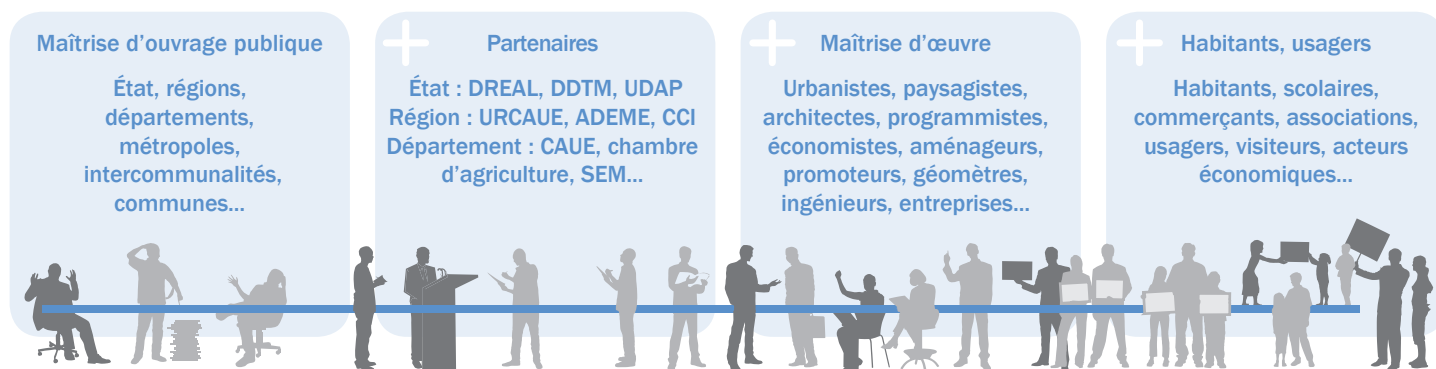 Maîtrise d'ouvrage publique
État, régions,
départements,
métropoles,
intercommunalités,
communes...
Partenaires
État : DREAL, DDTM, UDAP
Région : URCAUE, ADEME, CCI
Département : CAUE, chambre
d'agriculture, SEM...
Maîtrise d'œuvre
Urbanistes, paysagistes,
architectes, programmistes,
économistes, aménageurs,
promoteurs, géomètres,
ingénieurs, entreprises...
Habitants, usagers
Habitants, scolaires,
commerçants, associations,
usagers, visiteurs, acteurs
économiques...